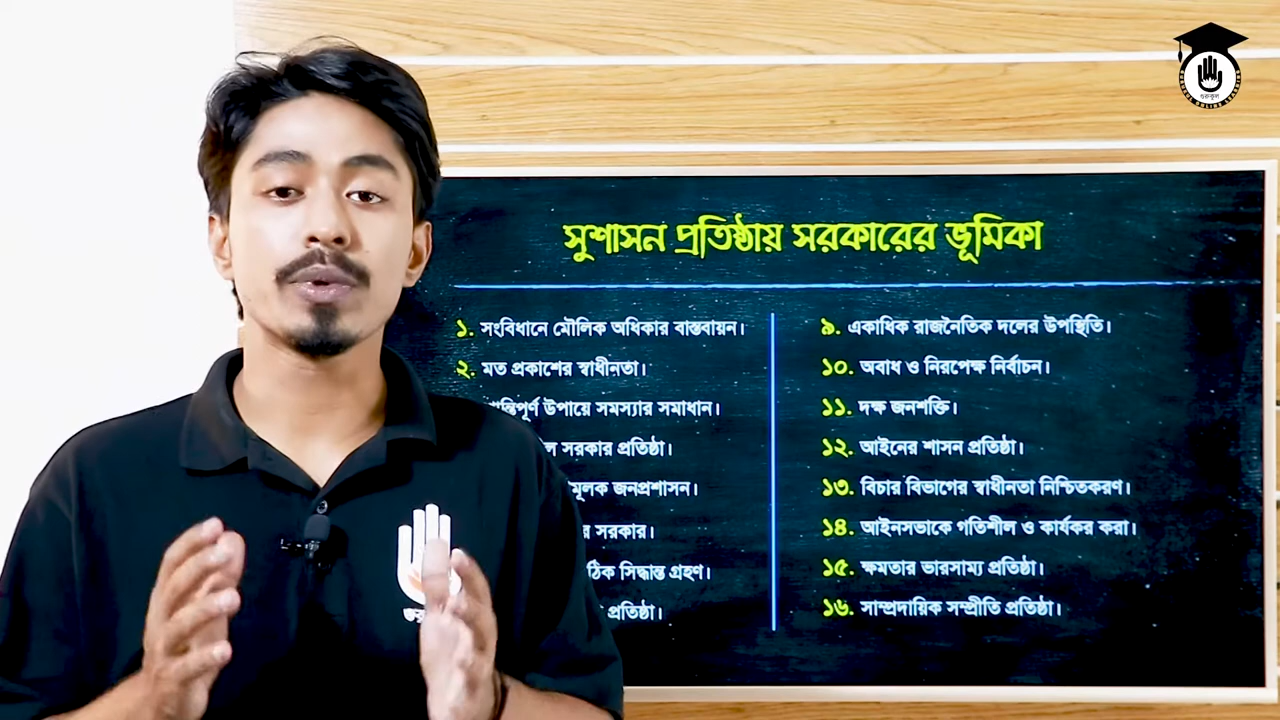 সুশাসন প্রতিষ্ঠায় সরকারের ভূমিকা
১. সংবিধানে মৌলিক অধিকার বাস্তবায়ন।
২. মত প্রকাশের স্বাধীনতা।
উপায়ে সমস্যার সমাধান।
সরকার প্রতিষ্ঠা।
জনপ্রশাসন।
সরকার।
সিদ্ধান্ত গ্রহণ।
প্রতিষ্ঠা।
৯. একাধিক রাজনৈতিক দলের উপস্থিতি।
১০. অবাধ ও নিরপেক্ষ নির্বাচন।
১১. দক্ষ জনশক্তি।
১২. আইনের শাসন প্রতিষ্ঠা।
১৩. বিচার বিভাগের স্বাধীনতা নিশ্চিতকরণ।
১৪. আইনসভাকে গতিশীল ও কার্যকর করা।
১৫. ক্ষমতার ভারসাম্য প্রতিষ্ঠা।
১৬. সাম্প্রদায়িক সম্প্রীতি প্রতিষ্ঠা।